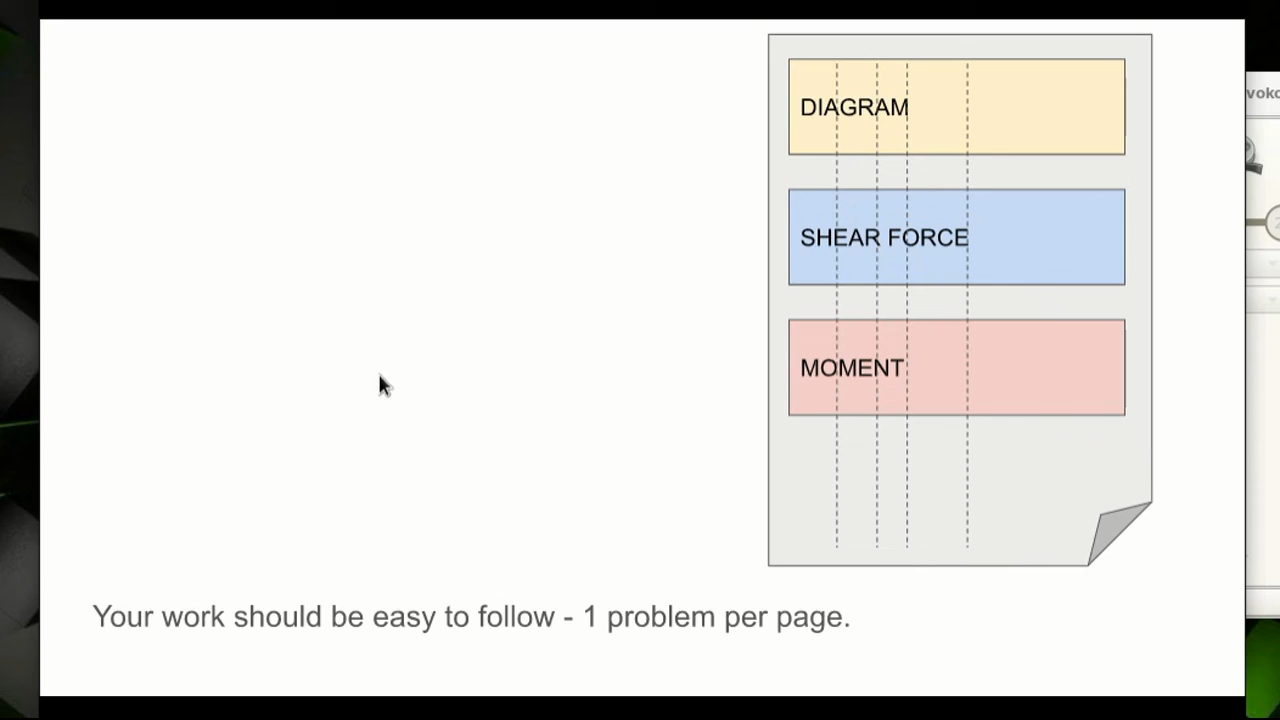 DIAGRAM
SHEAR FORCE
MOMENT
Your work should be easy to follow - 1 problem per page.